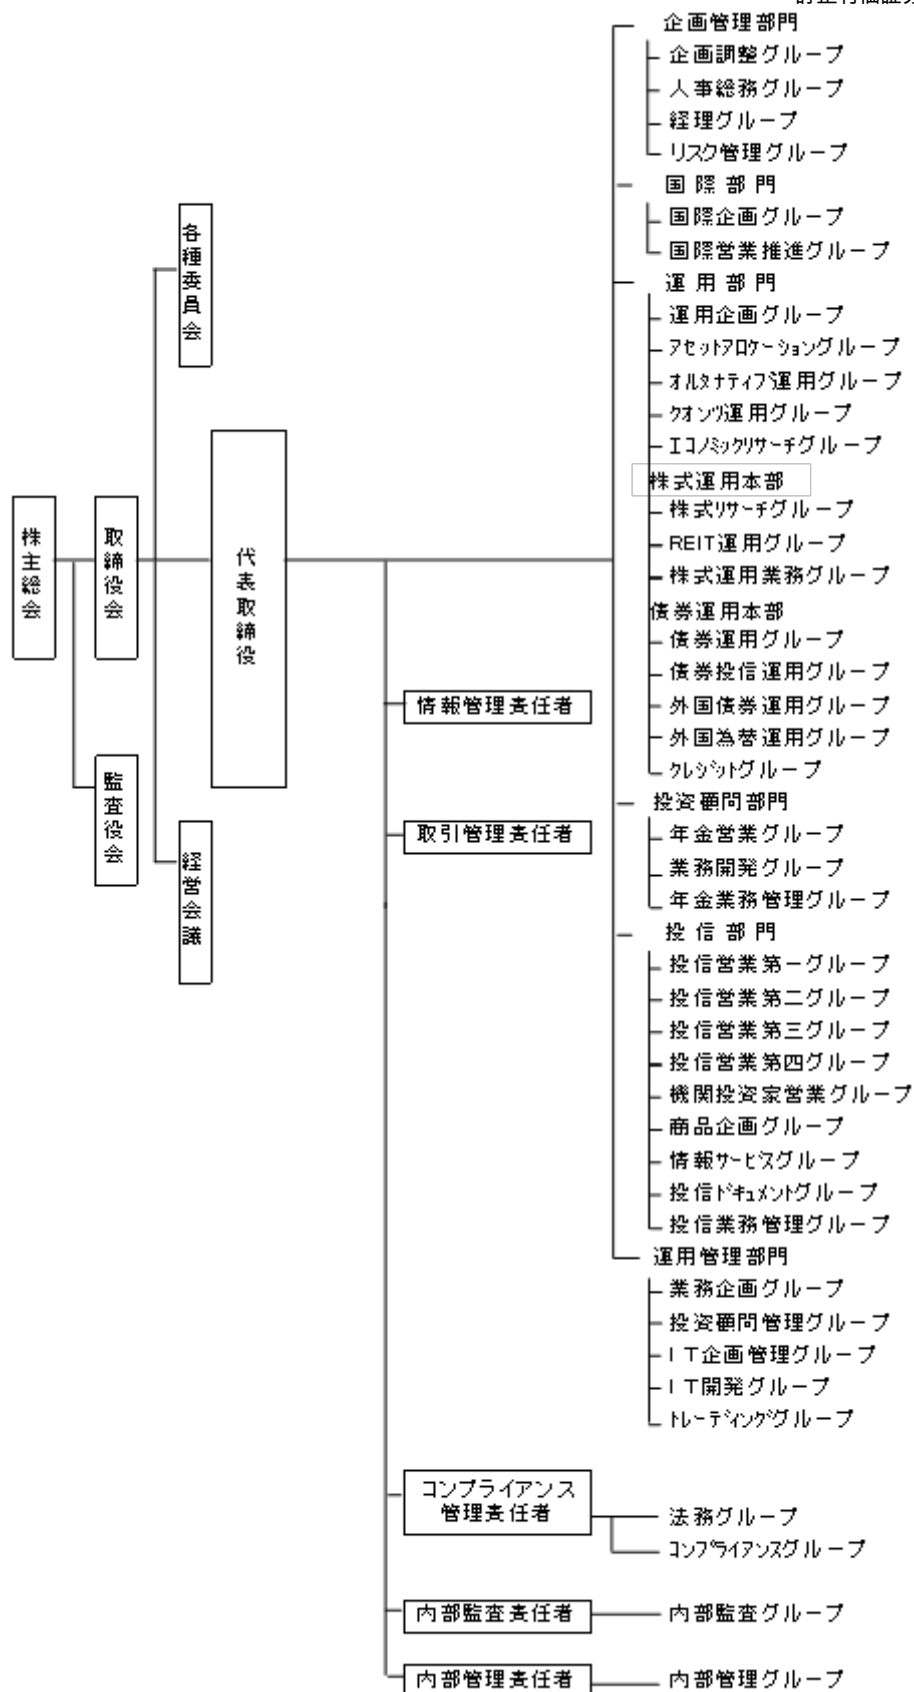 企画管理部門
企画調整グループ
人事総務グループ
経理グループ
リスク管理グループ
国際部門
国際企画グループ
国際営業推進グループ
運用部門
運用企画グループ
アセットアロケーショングループ
オルタナティブ運用グループ
クオンツ運用グループ
エコノミックリサーチグループ
株式運用本部
株式リサーチグループ
REIT運用グループ
株式運用業務グループ
債券運用本部
債券運用グループ
債券投信運用グループ
外国債券運用グループ
外国為替運用グループ
クレジットグループ
投資顧問部門
年金営業グループ
業務開発グループ
年金業務管理グループ
投信部門
投信営業第一グループ
投信営業第二グループ
投信営業第三グループ
投信営業第四グループ
機関投資家営業グループ
商品企画グループ
情報サービスグループ
投信ドキュメントグループ
投信業務管理グループ
運用管理部門
業務企画グループ
投資顧問管理グループ
IT企画管理グループ
IT開発グループ
トレーディンググループ
株主総会
取締役会
監査役会
各種委員会
経営会議
代表取締役
情報管理責任者
取引管理責任者
コンプライアンス
管理責任者
法務グループ
コンプライアンスグループ
内部監査責任者
内部監査グループ
内部管理責任者
内部管理グループ